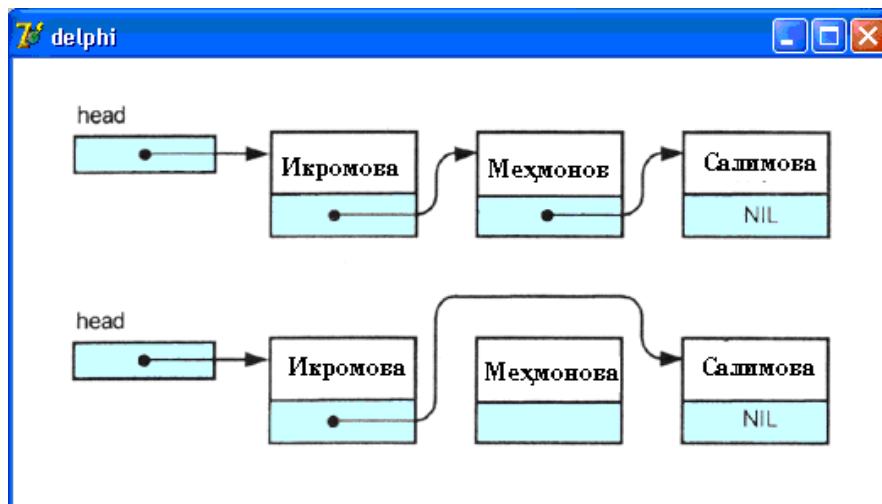 delphi
head
Икромова
Меҳмонов
Салимова
NIL
head
Икромова
Меҳмонова
Салимова
NIL